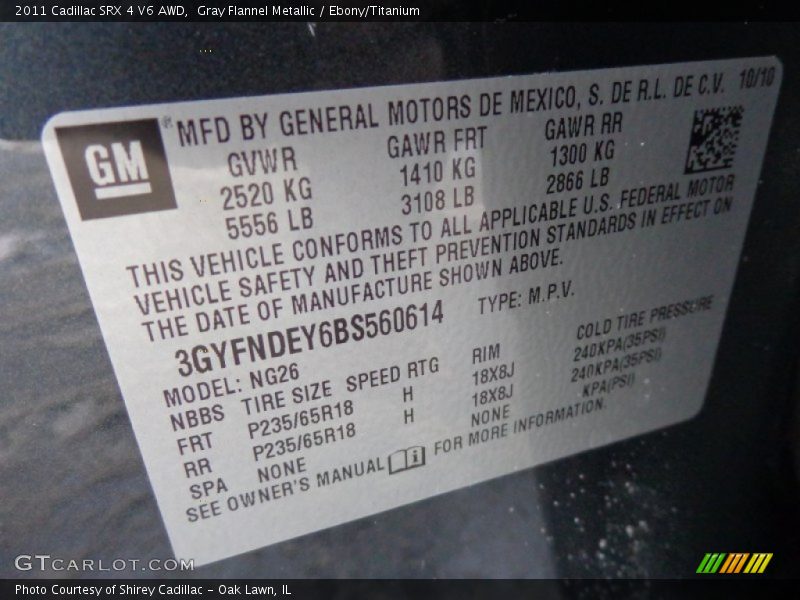 2011 Cadillac SRX 4 V6 AWD,  Gray Flannel Metallic / Ebony/Titanium
GM ® MFD BY GENERAL MOTORS DE MEXICO, S. DE R.L. DE C.V. 10/10
GVWR GAWR FRT GAWR RR
2520 KG 1410 KG 1300 KG
5556 LB 3108 LB 2866 LB
THIS VEHICLE CONFORMS TO ALL APPLICABLE U.S. FEDERAL MOTOR
VEHICLE SAFETY AND THEFT PREVENTION STANDARDS IN EFFECT ON
THE DATE OF MANUFACTURE SHOWN ABOVE.
3GYFNDEY6BS560614 TYPE: M.P.V.
MODEL: NG26
NBBS TIRE SIZE SPEED RTG RIM COLD TIRE PRESSURE
FRT P235/65R18 H 18X8J 240KPA(35PSI)
RR P235/65R18 H 18X8J 240KPA(35PSI)
SPA NONE NONE KPA(PSI)
SEE OWNER'S MANUAL FOR MORE INFORMATION.
GTCARLOT.COM
Photo Courtesy of Shirey Cadillac - Oak Lawn, IL